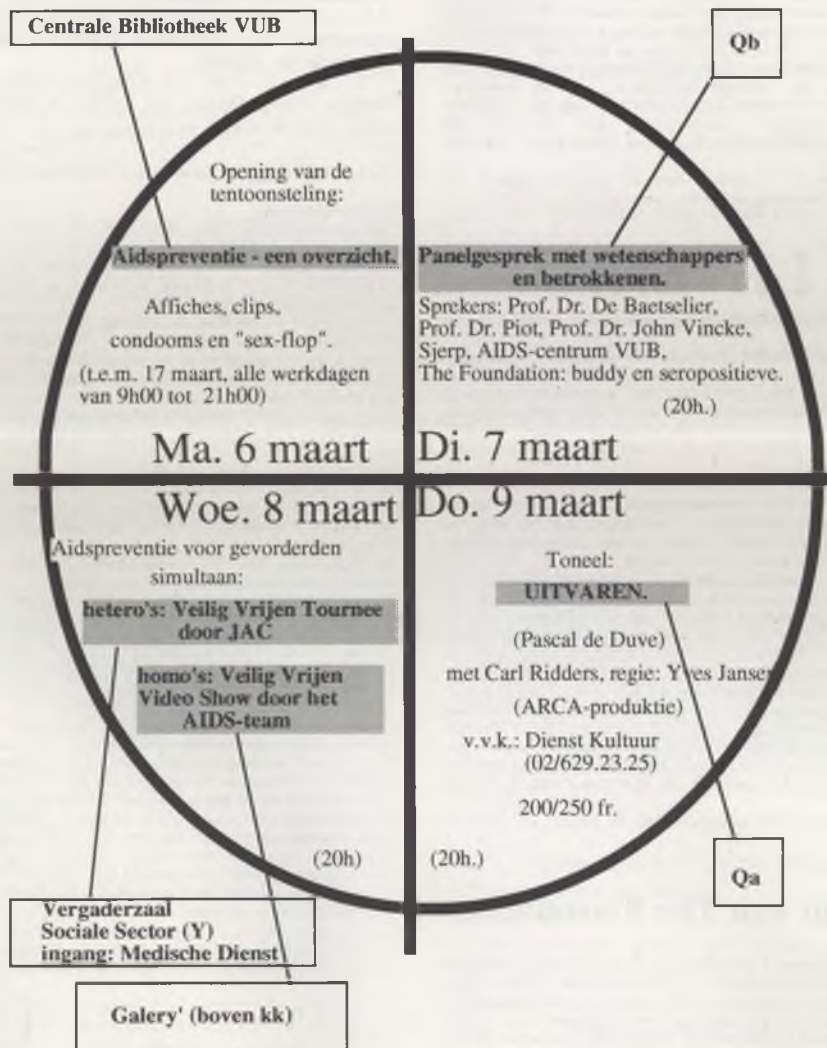 Centrale Bibliotheek VUB
Opening van de
tentoonsteling:
Aidspreventie - een overzicht.
Affiches, clips,
condooms en "sex-flop".
(t.e.m. 17 maart, alle werkdagen
van 9h00 tot 21h00)
Ma. 6 maart
Qb
Panelgesprek met wetenschappers
en betrokkenen.
Sprekers: Prof. Dr. De Baetselier,
Prof. Dr. Piot, Prof. Dr. John Vincke,
Sjerp, AIDS-centrum VUB,
The Foundation: buddy en seropositieve.
(20h.)
Di. 7 maart
Woe. 8 maart
Aidspreventie voor gevorderden
simultaan:
hetero's: Veilig Vrijen Tournee
door JAC
homo's: Veilig Vrijen
Video Show door het
AIDS-team
(20h)
Vergaderzaal
Sociale Sector (Y)
ingang: Medische Dienst
Galery' (boven kk)
Do. 9 maart
Toneel:
UITVAREN.
(Pascal de Duve)
met Carl Ridders, regie: Yves Jansen
(ARCA-produktie)
v.v.k.: Dienst Kultuur
(02/629.23.25)
200/250 fr.
(20h.)
Qa